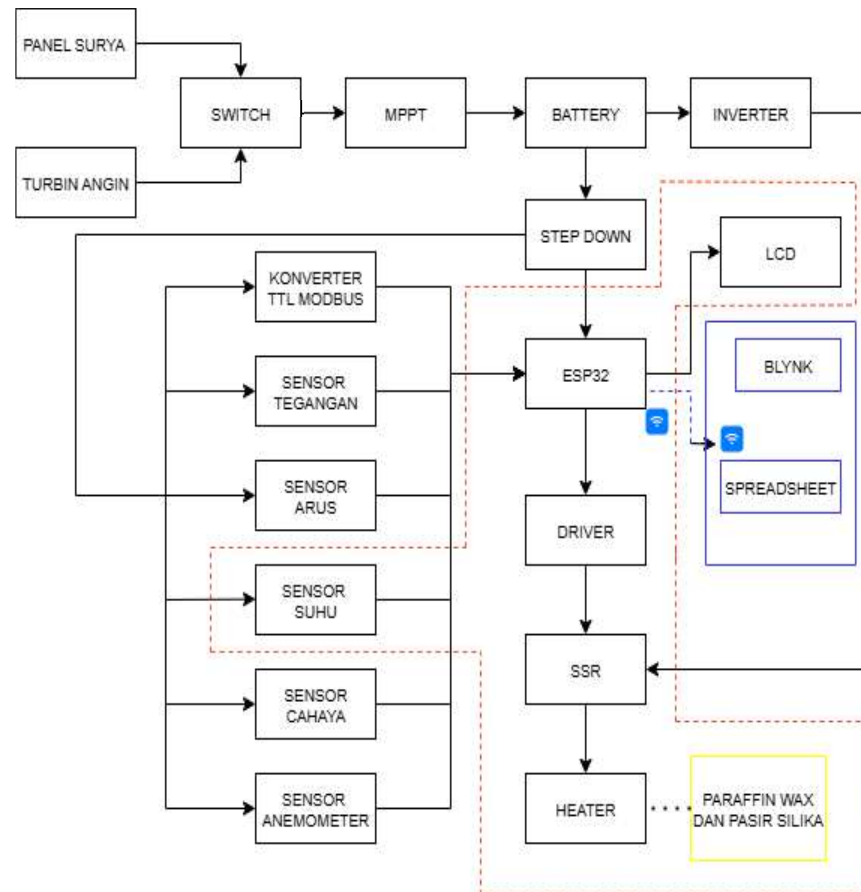 PANEL SURYA
SWITCH
MPPT
BATTERY
INVERTER
TURBIN ANGIN
STEP DOWN
LCD
KONVERTER
TTL MODBUS
SENSOR
TEGANGAN
ESP32
BLYNK
SENSOR
ARUS
SPREADSHEET
DRIVER
SENSOR
SUHU
SSR
SENSOR
CAHAYA
SENSOR
ANEMOMETER
HEATER
PARAFFIN WAX
DAN PASIR SILIKA